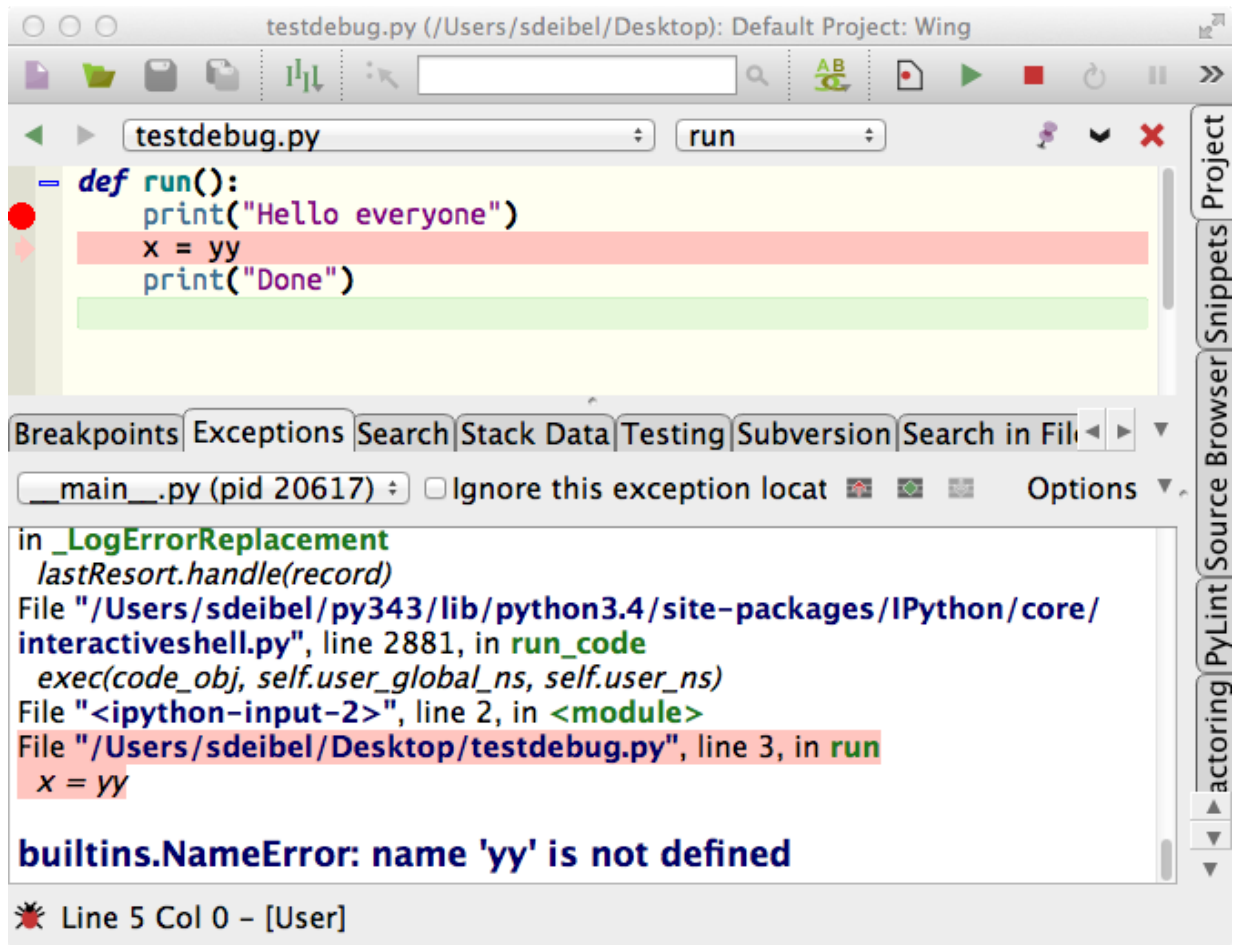 testdebug.py (/Users/sdeibel/Desktop): Default Project: Wing
testdebug.py run
def run():
print("Hello everyone")
x = yy
print("Done")
Breakpoints Exceptions Search Stack Data Testing Subversion Search in File
__main__.py (pid 20617) Ignore this exception locat Options
in _LogErrorReplacement
lastResort.handle(record)
File "/Users/sdeibel/py343/lib/python3.4/site-packages/IPython/core/
interactiveshell.py", line 2881, in run_code
exec(code_obj, self.user_global_ns, self.user_ns)
File "<ipython-input-2>", line 2, in <module>
File "/Users/sdeibel/Desktop/testdebug.py", line 3, in run
x = yy
builtins.NameError: name 'yy' is not defined
Line 5 Col 0 – [User]
Project
Snippets
Source Browser
PyLint
actoring